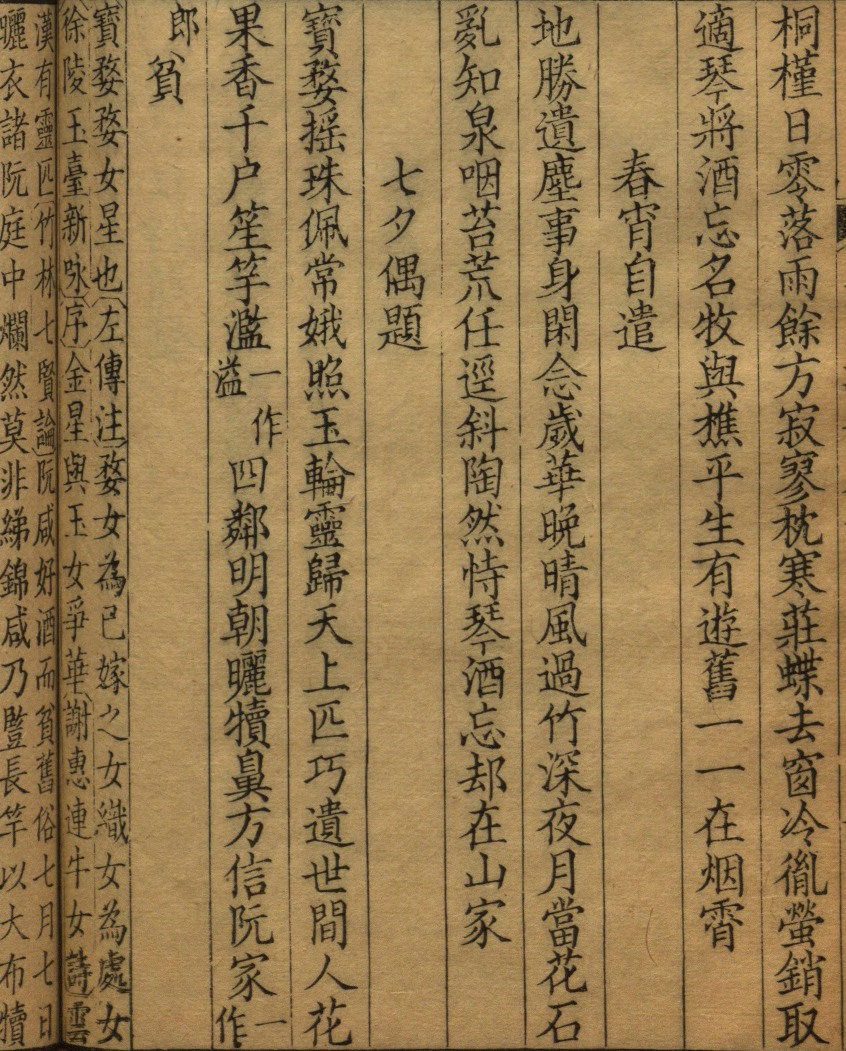 桐槿日零落雨餘方寂寥枕寒莊蝶去窗冷胤螢銷取
適琴將酒忘名牧與樵平生有遊舊一一在烟霄
春宵自遣
地勝遺塵事身閑念歲華晚晴風過竹深夜月當花石
亂知泉咽苔荒任逕斜陶然恃琴酒忘却在山家
七夕偶題
寶婺搖珠佩常娥照玉輪靈歸天上匹巧遺世間人花
果香千户笙竽濫一作溢四鄰明朝曬犢鼻方信阮家一作
郎貧
寶婺婺女星也左傳注婺女為已嫁之女織女為處女
徐陵玉臺新咏序金星與玉女爭華謝惠連牛女詩雲
漢有靈匹竹林七賢論阮咸好酒而貧舊俗七月七日
曬衣諸阮庭中爛然莫非綈錦咸乃豎長竿以大布犢